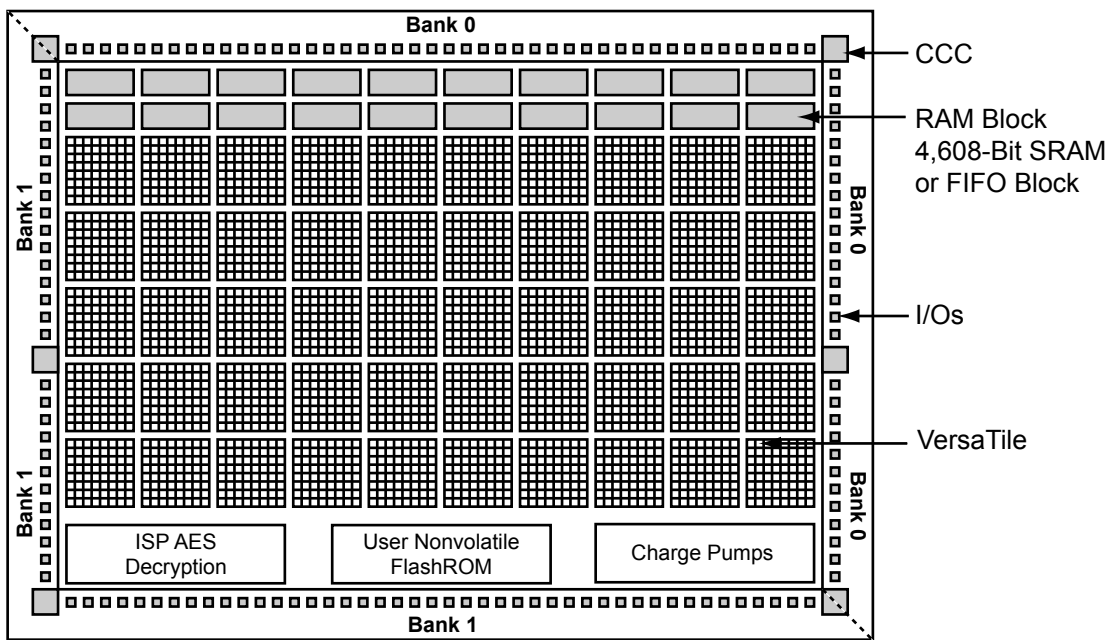 Bank 0
CCC
RAM Block
4,608-Bit SRAM
or FIFO Block
Bank 1
Bank 0
I/Os
VersaTile
Bank 1
Bank 0
ISP AES
Decryption
User Nonvolatile
FlashROM
Charge Pumps
Bank 1